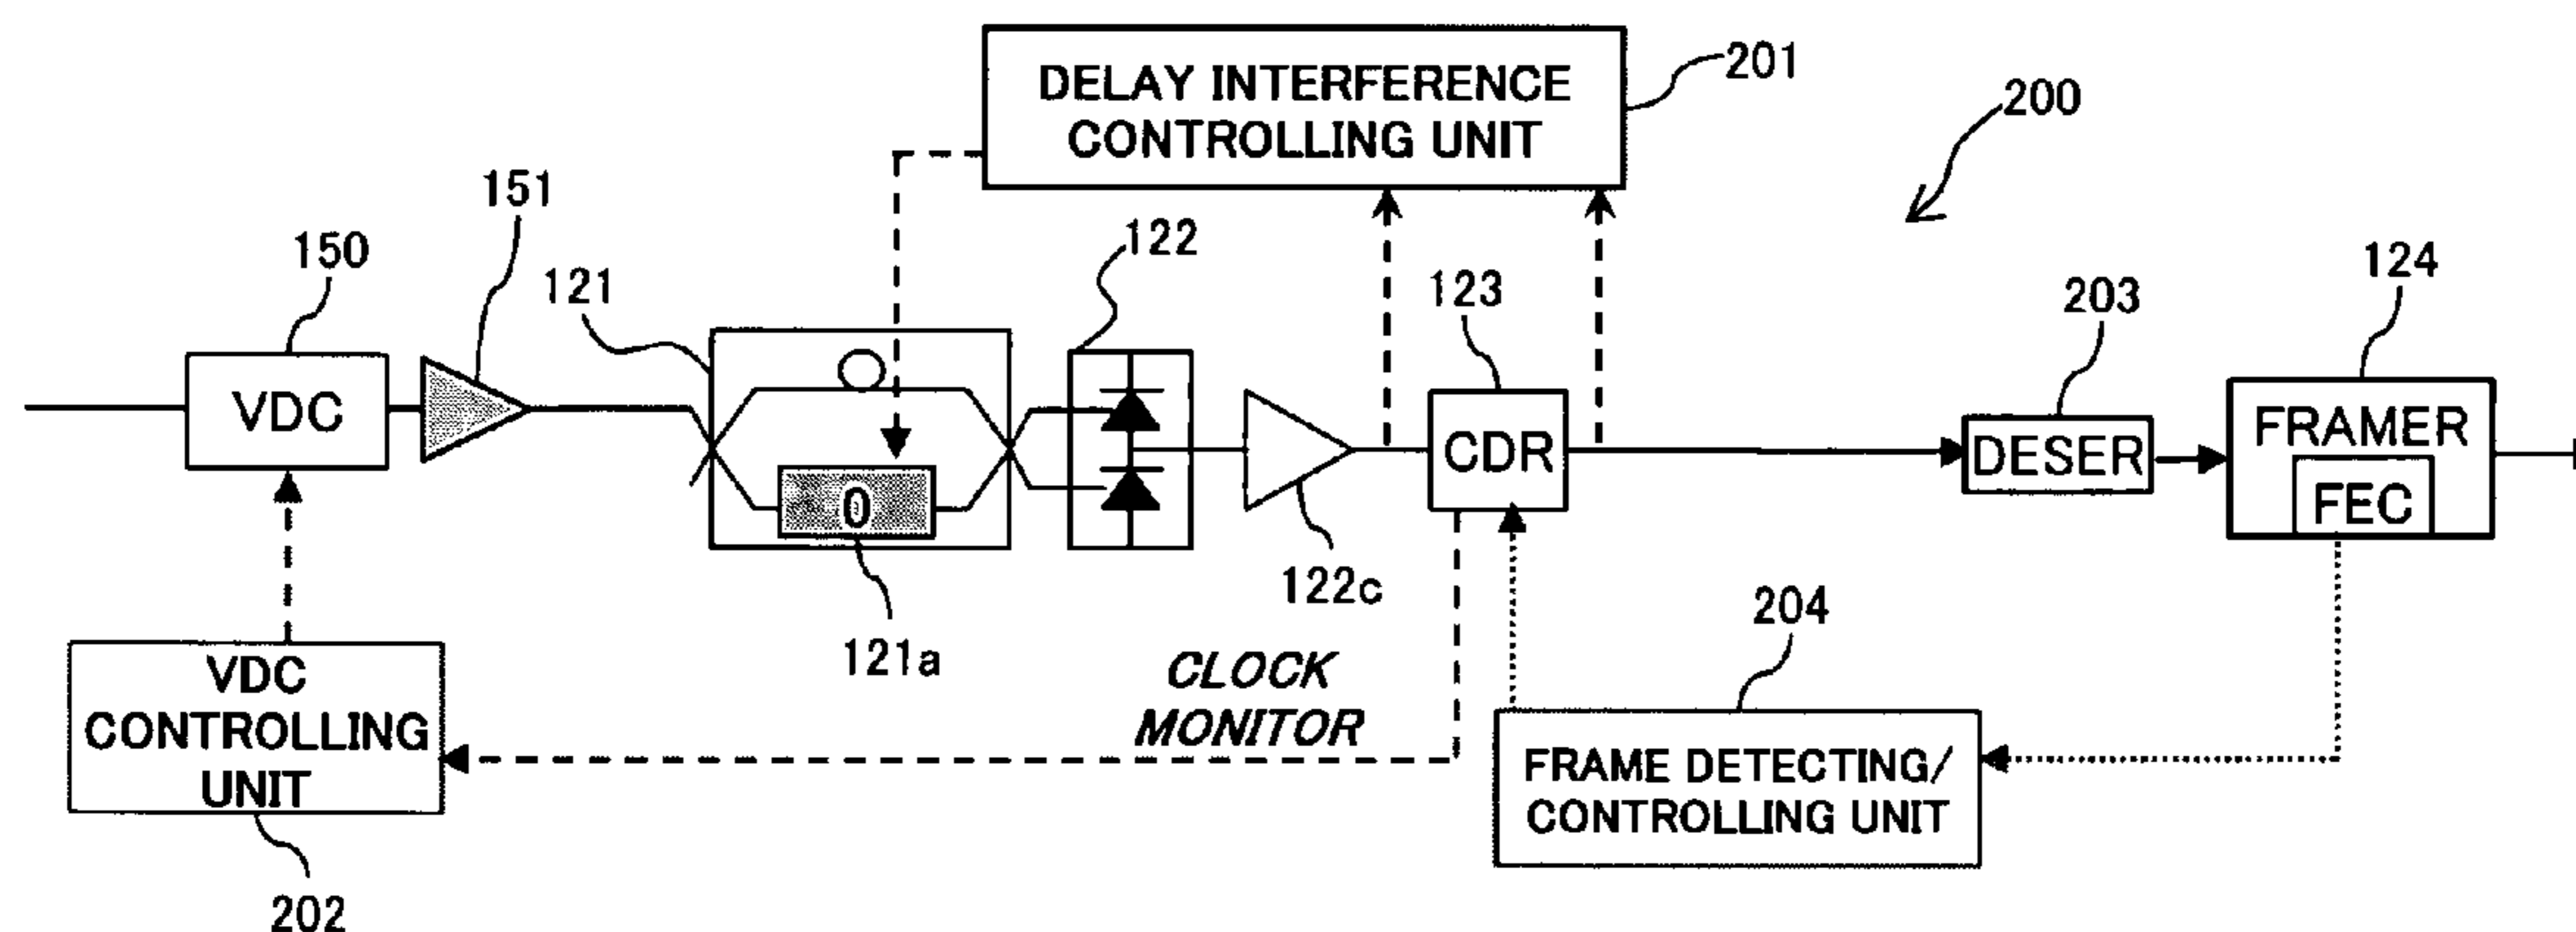 DELAY INTERFERENCE
CONTROLLING UNIT
201
200
151
150
121
122
123
203
124
VDC
0
CDR
DESER
FRAMER
FEC
122c
121a
204
VDC
CONTROLLING
UNIT
CLOCK
MONITOR
FRAME DETECTING/
CONTROLLING UNIT
202